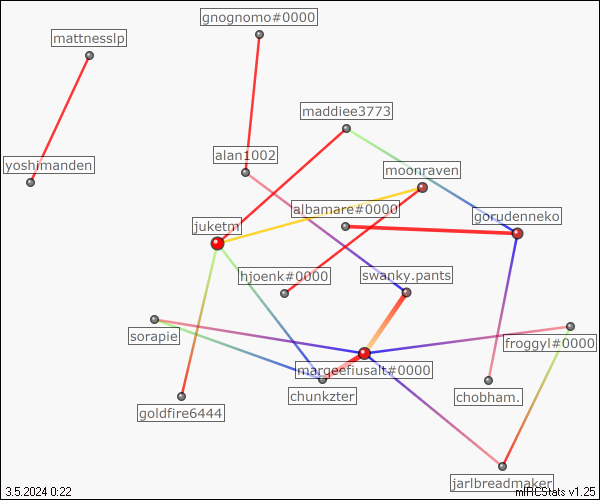 gnognomo#0000
mattnesslp
maddiee3773
alan1002
yoshimanden
moonraven
albamare#0000
gorudenneko
juketm
hjoenk#0000
swanky.pants
sorapie
froggyl#0000
margeefiusalt#0000
chunkzter
chobham.
goldfire6444
jarlbreadmaker
3.5.2024 0:22
mIRCStats v1.25